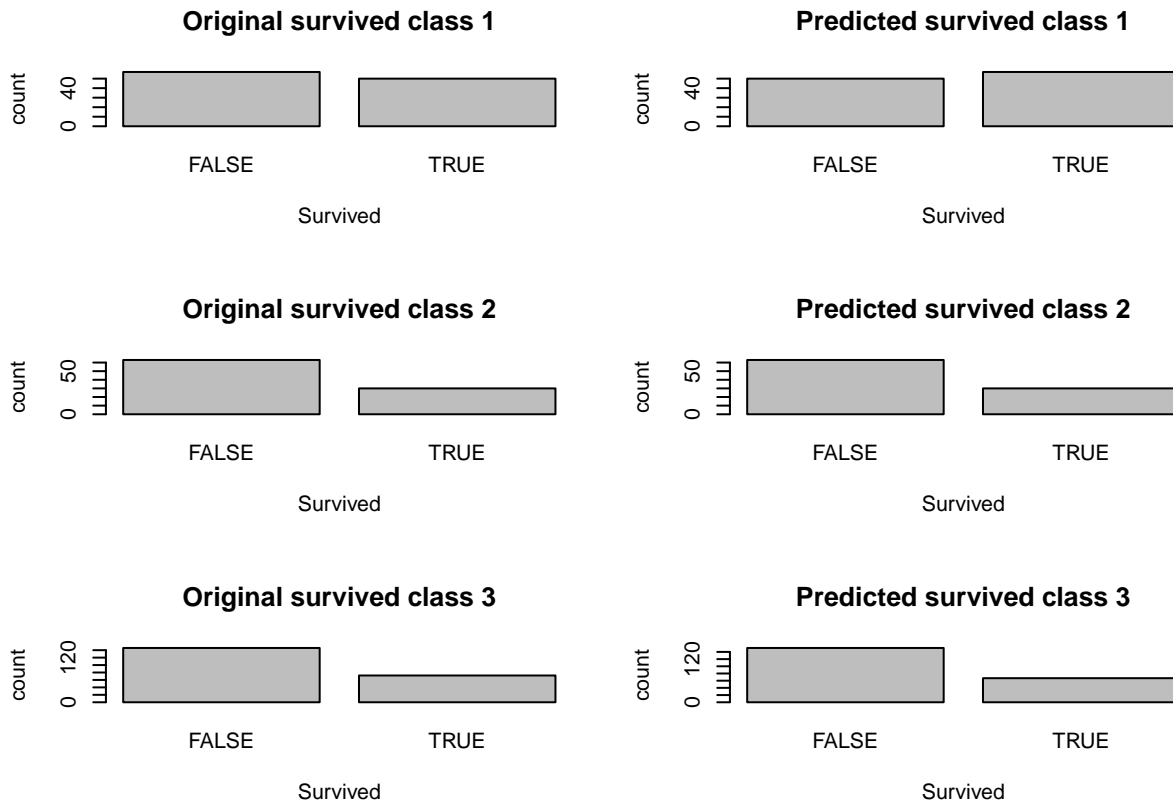 Original survived class 1
count
0 40
FALSE TRUE
Survived
Predicted survived class 1
count
0 40
FALSE TRUE
Survived
Original survived class 2
count
0 50
FALSE TRUE
Survived
Predicted survived class 2
count
0 50
FALSE TRUE
Survived
Original survived class 3
count
0 120
FALSE TRUE
Survived
Predicted survived class 3
count
0 120
FALSE TRUE
Survived